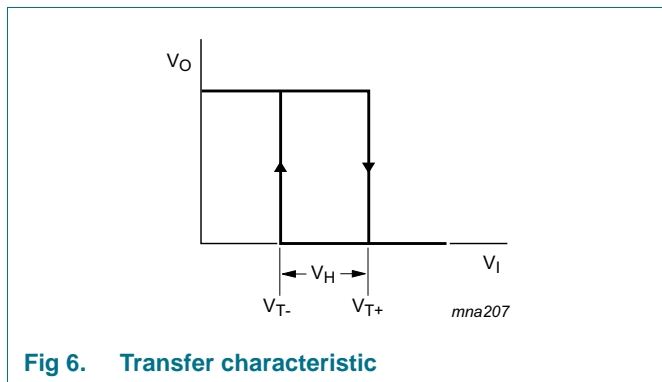 VO
VH
VI
VT-
VT+
mna207
Fig 6. Transfer characteristic